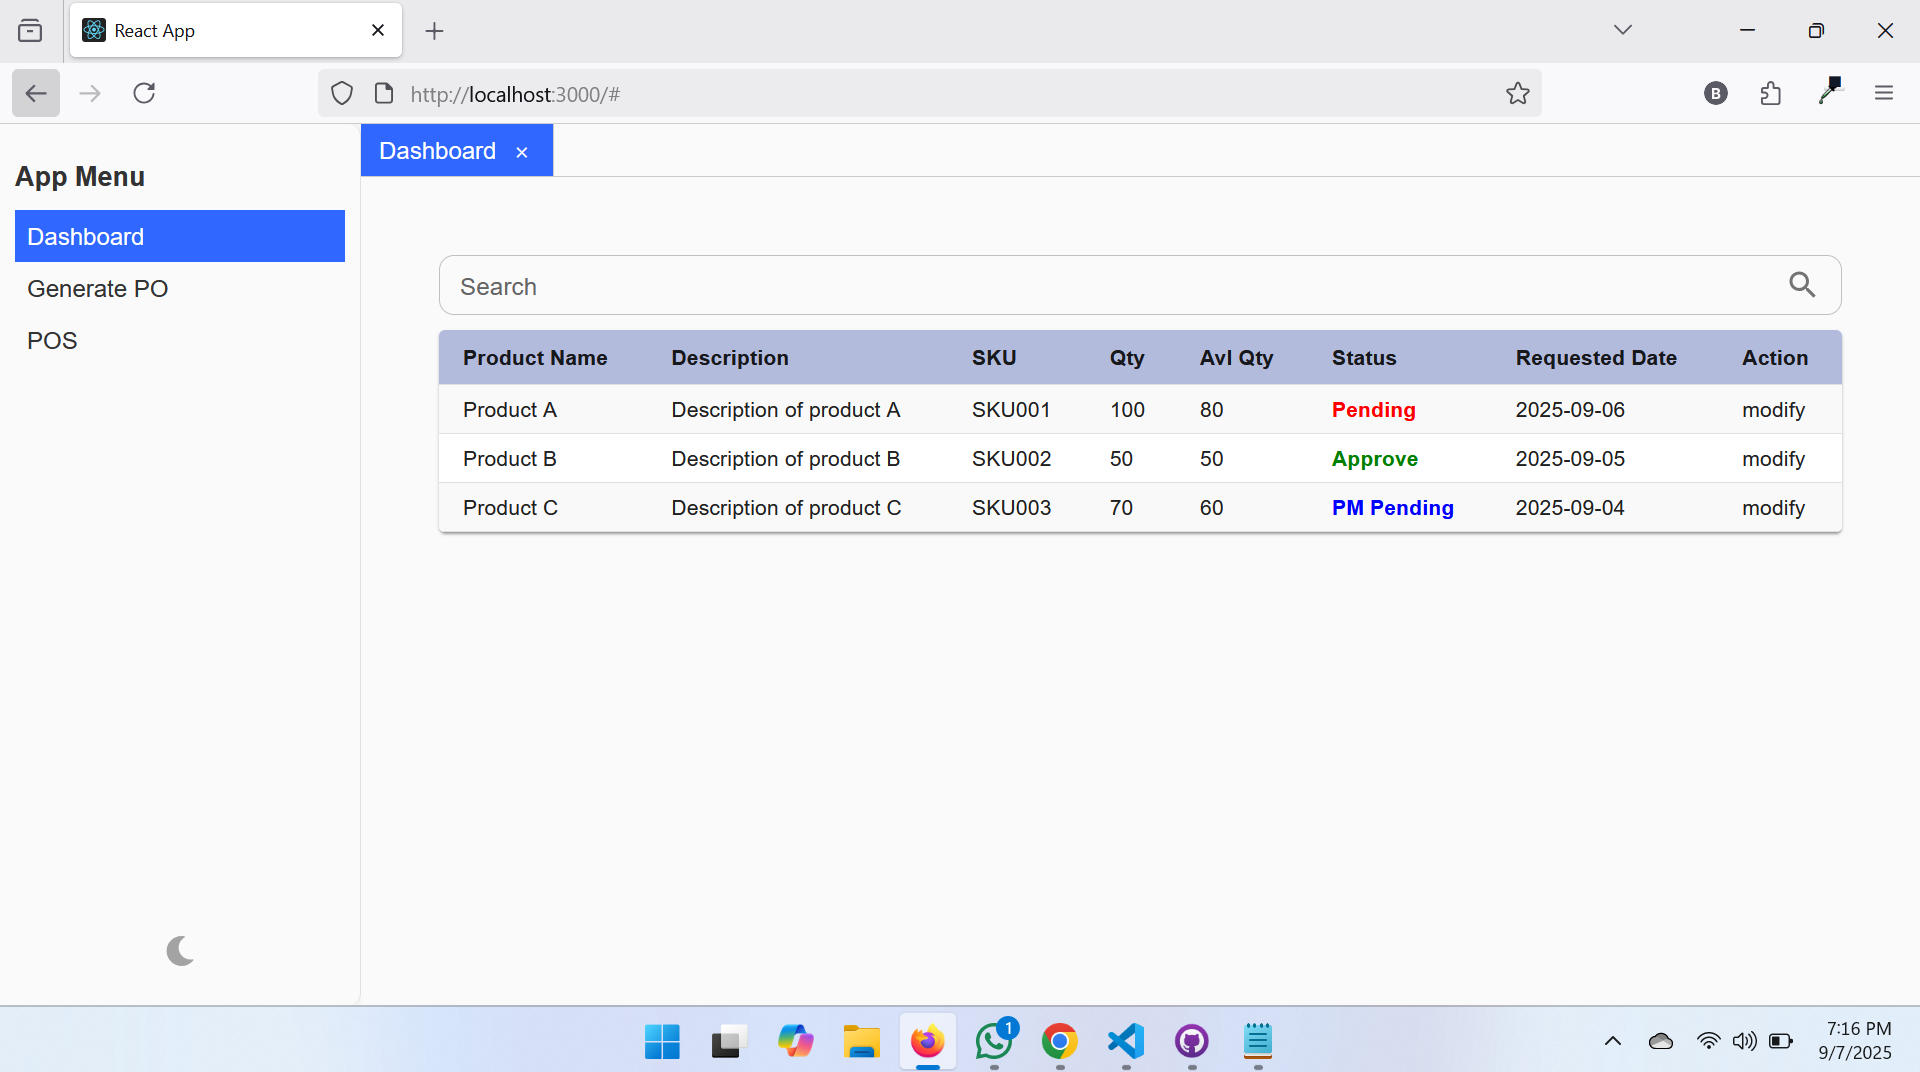 React App
http://localhost:3000/#
B
App Menu
Dashboard
Generate PO
POS
Dashboard ×
Search
Product Name Description SKU Qty Avl Qty Status Requested Date Action
Product A Description of product A SKU001 100 80 Pending 2025-09-06 modify
Product B Description of product B SKU002 50 50 Approve 2025-09-05 modify
Product C Description of product C SKU003 70 60 PM Pending 2025-09-04 modify
1
7:16 PM
9/7/2025